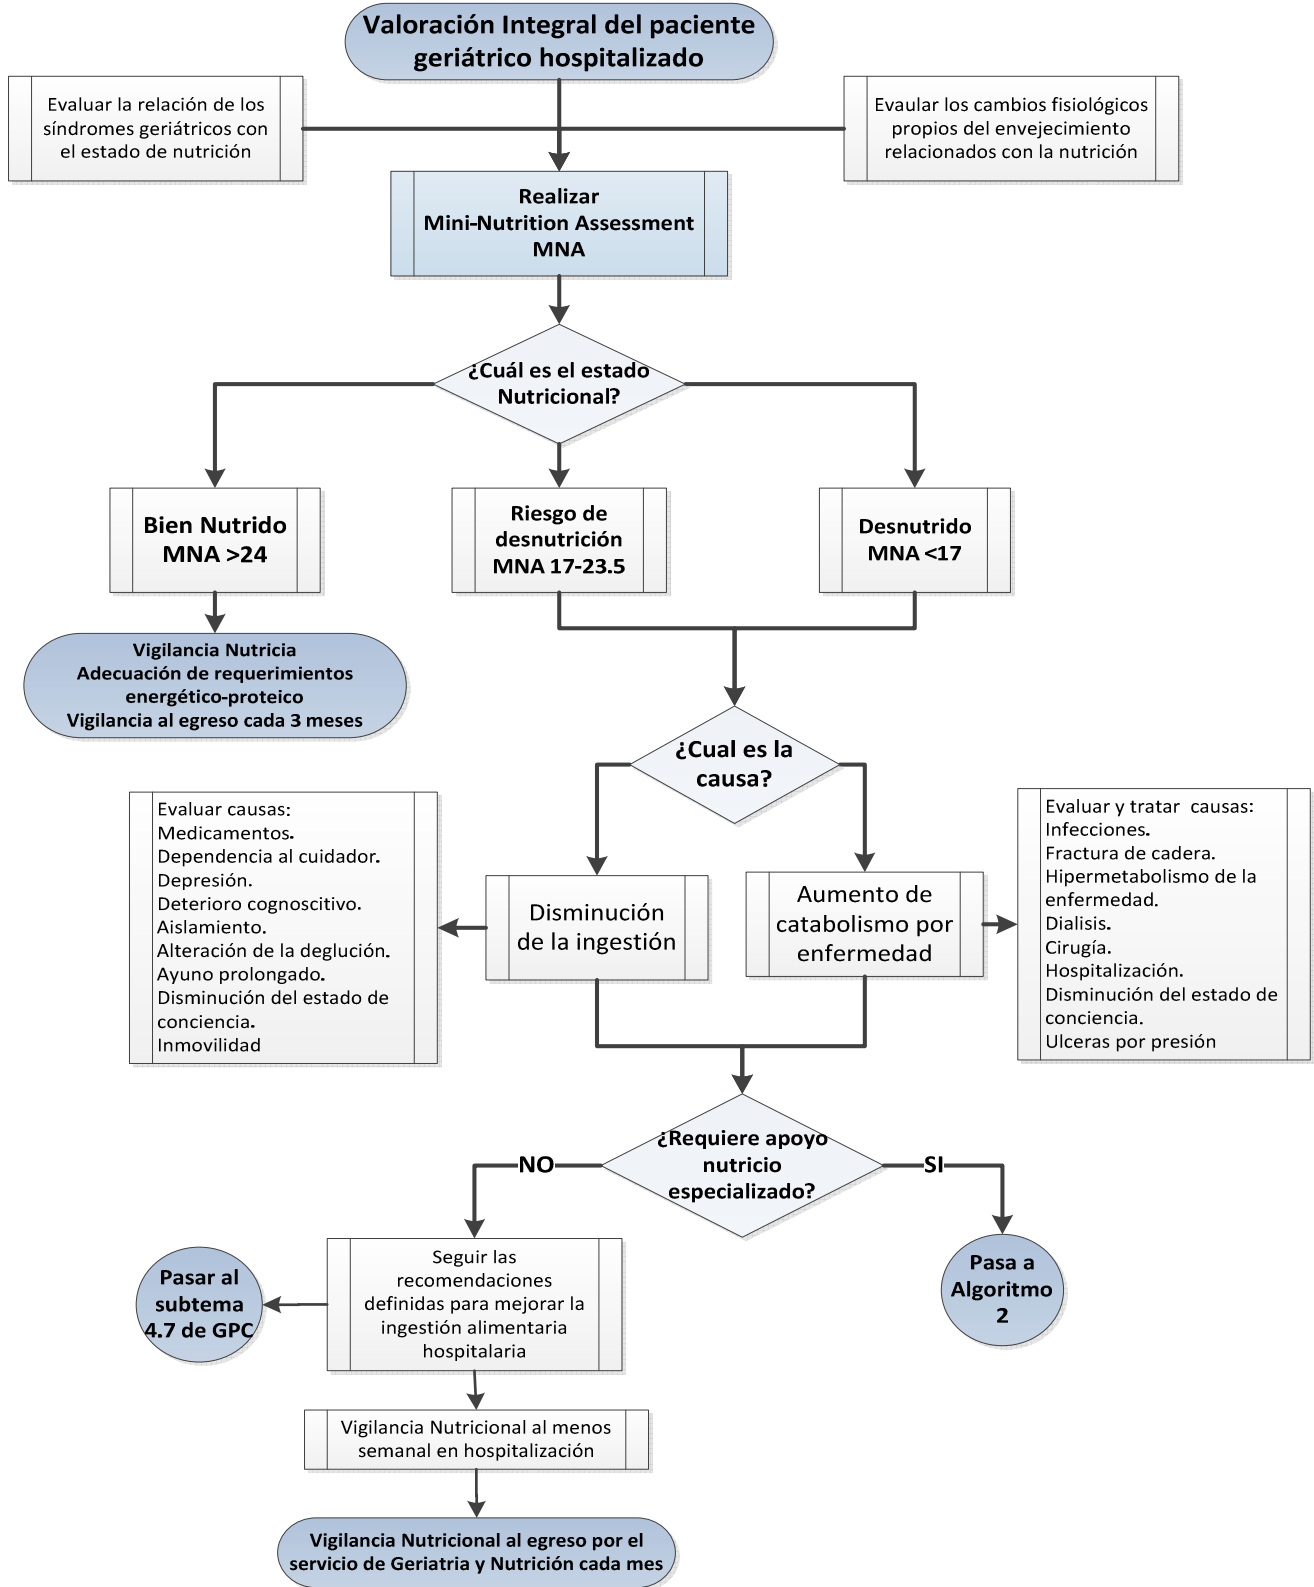 Valoración Integral del paciente
geriátrico hospitalizado
Evaluar la relación de los
síndromes geriátricos con
el estado de nutrición
Evaular los cambios fisiológicos
propios del envejecimiento
relacionados con la nutrición
Realizar
Mini-Nutrition Assessment
MNA
¿Cuál es el estado
Nutricional?
Bien Nutrido
MNA >24
Riesgo de
desnutrición
MNA 17-23.5
Desnutrido
MNA <17
Vigilancia Nutricia
Adecuación de requerimientos
energético-proteico
Vigilancia al egreso cada 3 meses
¿Cual es la
causa?
Evaluar causas:
Medicamentos.
Dependencia al cuidador.
Depresión.
Deterioro cognoscitivo.
Aislamiento.
Alteración de la deglución.
Ayuno prolongado.
Disminución del estado de
conciencia.
Inmovilidad
Disminución
de la ingestión
Aumento de
catabolismo por
enfermedad
Evaluar y tratar  causas:
Infecciones.
Fractura de cadera.
Hipermetabolismo de la
enfermedad.
Dialisis.
Cirugía.
Hospitalización.
Disminución del estado de
conciencia.
Ulceras por presión
¿Requiere apoyo
nutricio
especializado?
NO
SI
Seguir las
recomendaciones
definidas para mejorar la
ingestión alimentaria
hospitalaria
Pasar al
subtema
4.7 de GPC
Pasa a
Algoritmo
2
Vigilancia Nutricional al menos
semanal en hospitalización
Vigilancia Nutricional al egreso por el
servicio de Geriatria y Nutrición cada mes